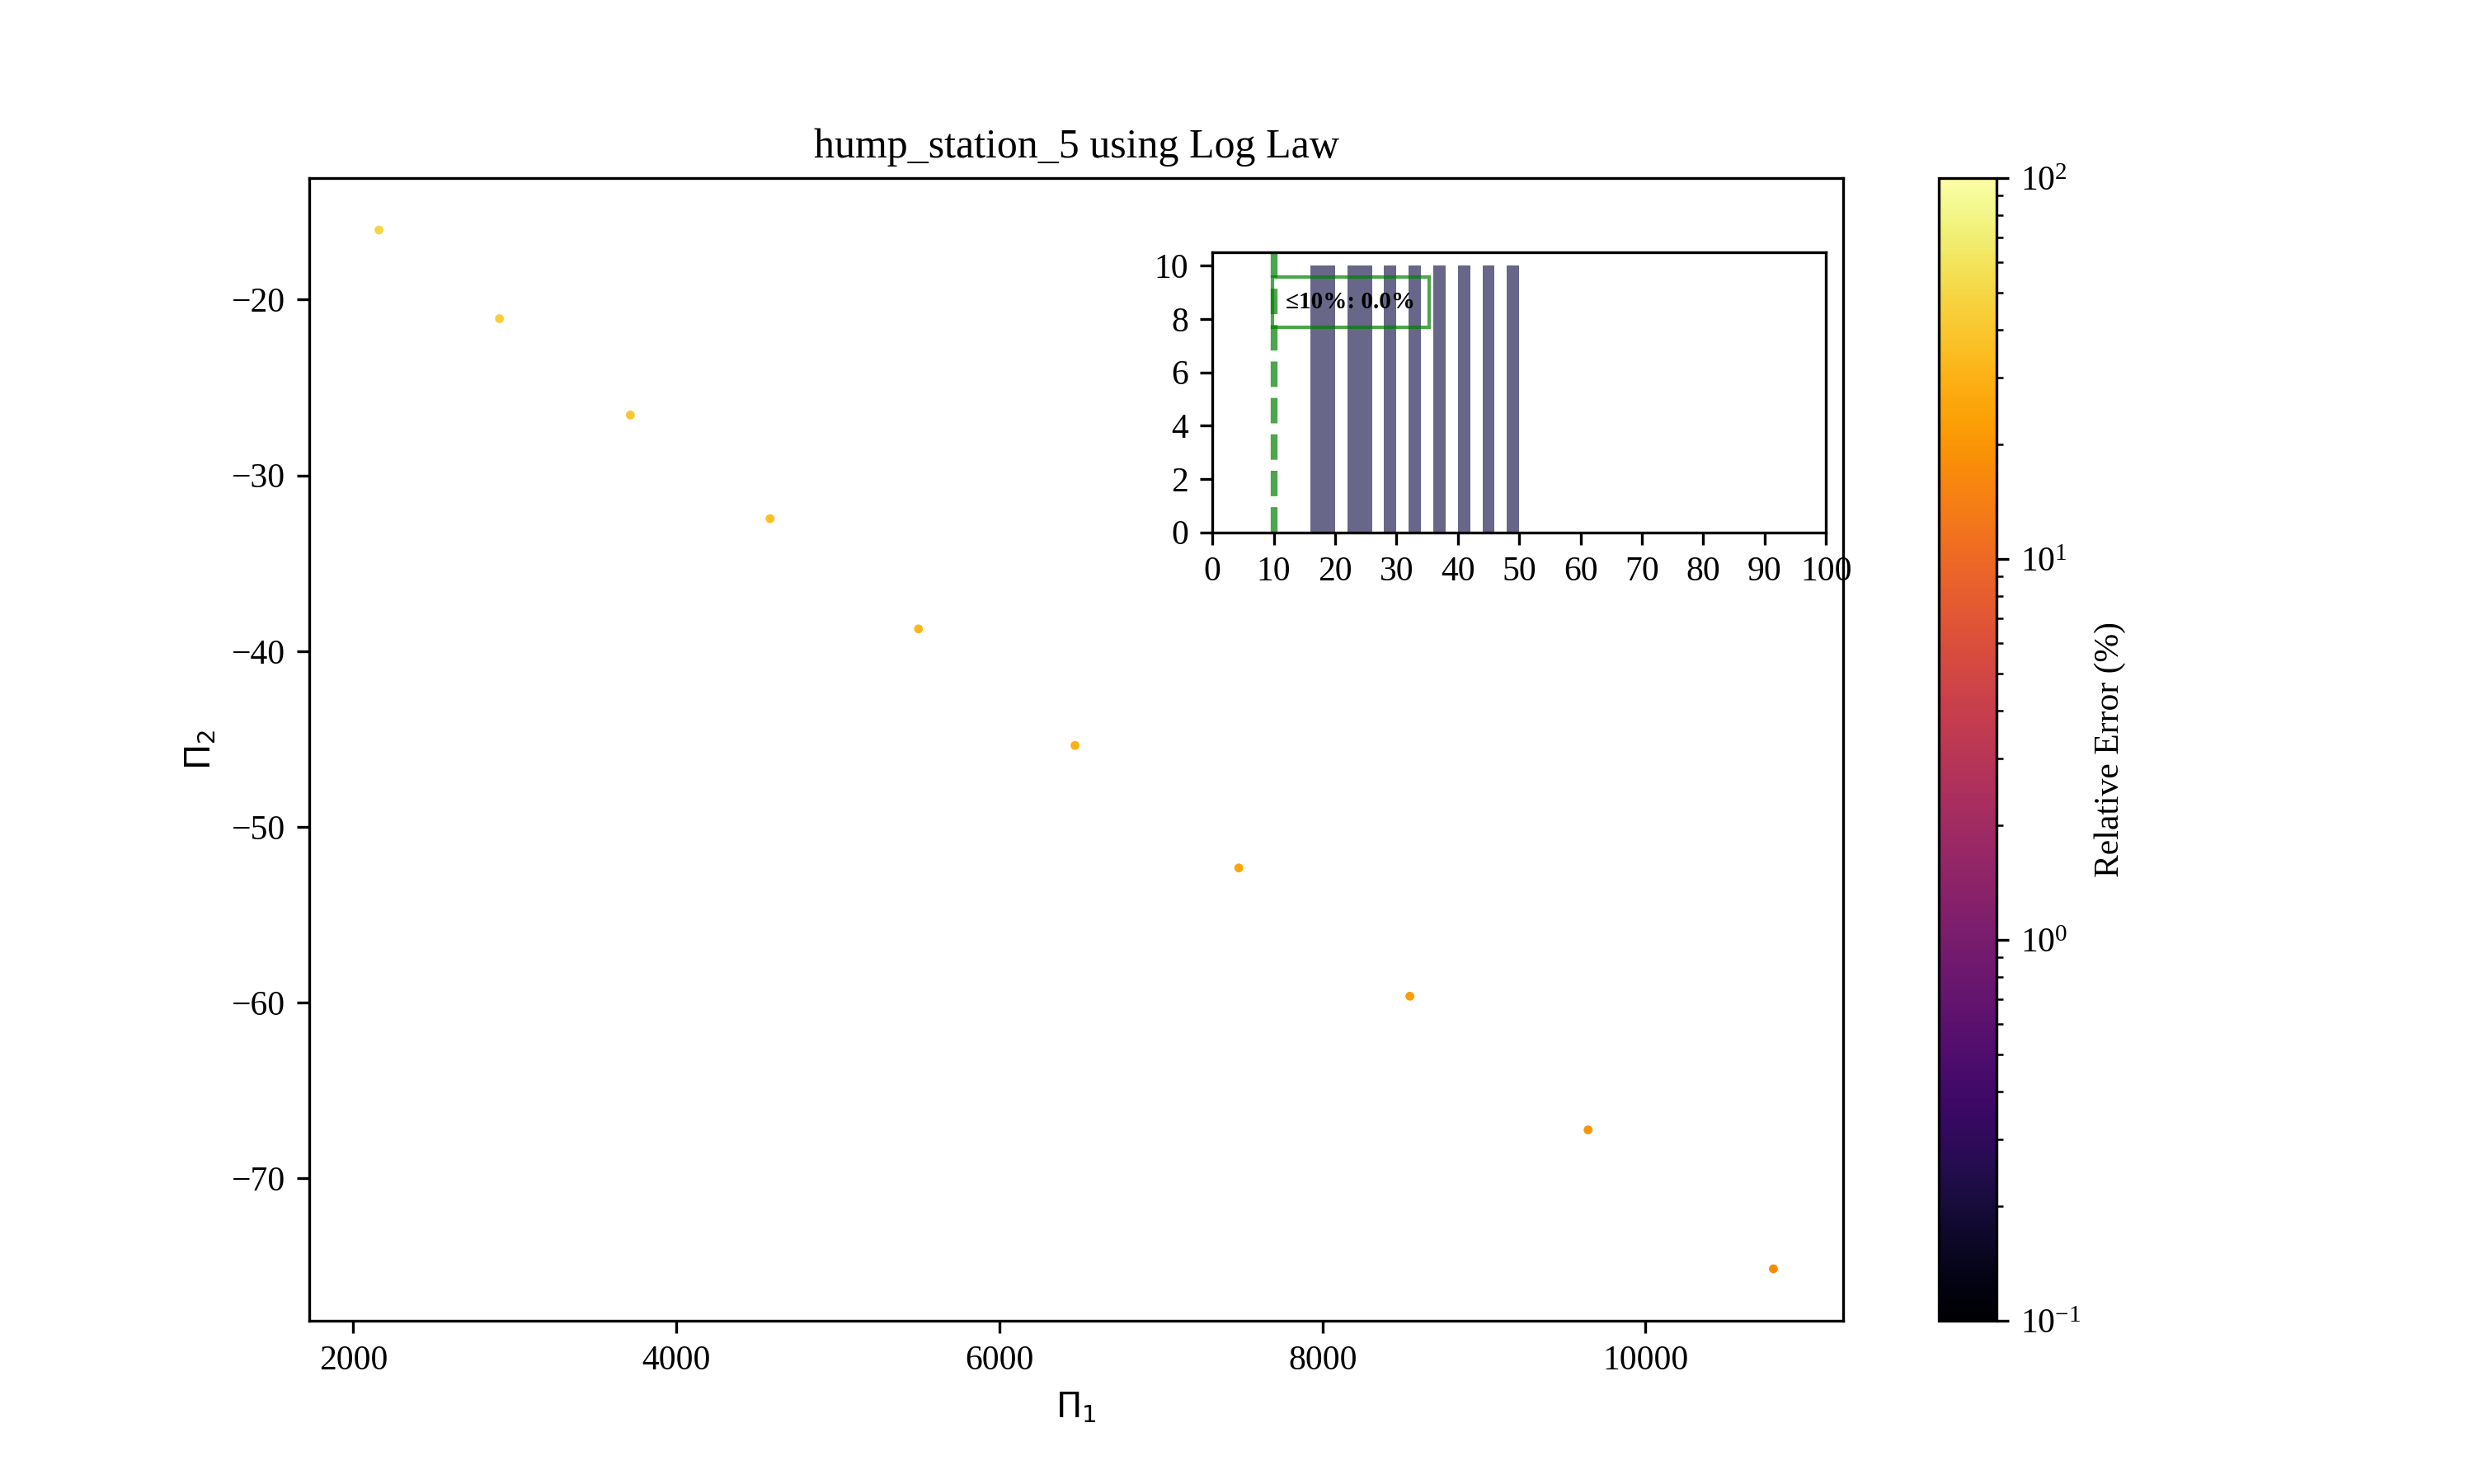 hump_station_5 using Log Law
−20
−30
−40
−50
−60
−70
Π₂
2000 4000 6000 8000 10000
Π₁
10
8
6
4
2
0
≤10%: 0.0%
0 10 20 30 40 50 60 70 80 90 100
10²
10¹
10⁰
10⁻¹
Relative Error (%)